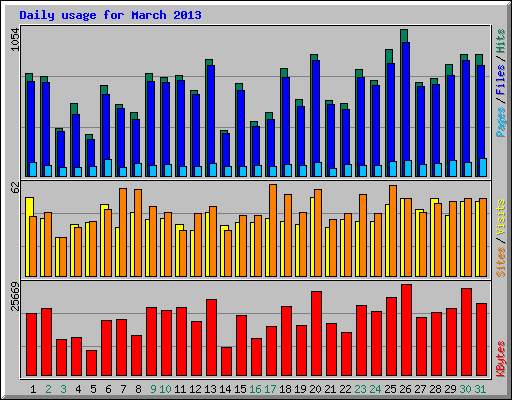 Daily usage for March 2013
1054
Pages / Files / Hits
62
Sites / Visits
25669
KBytes
1 2 3 4 5 6 7 8 9 10 11 12 13 14 15 16 17 18 19 20 21 22 23 24 25 26 27 28 29 30 31